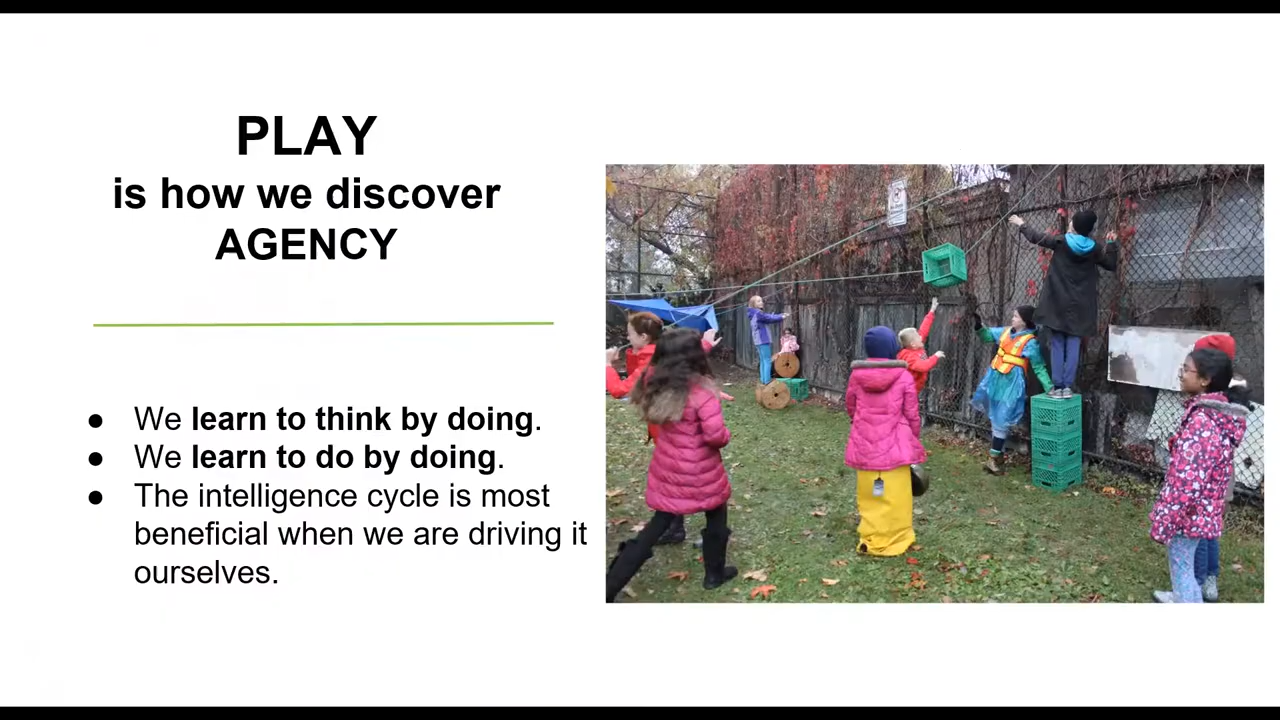 PLAY
is how we discover
AGENCY
● We learn to think by doing.
● We learn to do by doing.
● The intelligence cycle is most
beneficial when we are driving it
ourselves.